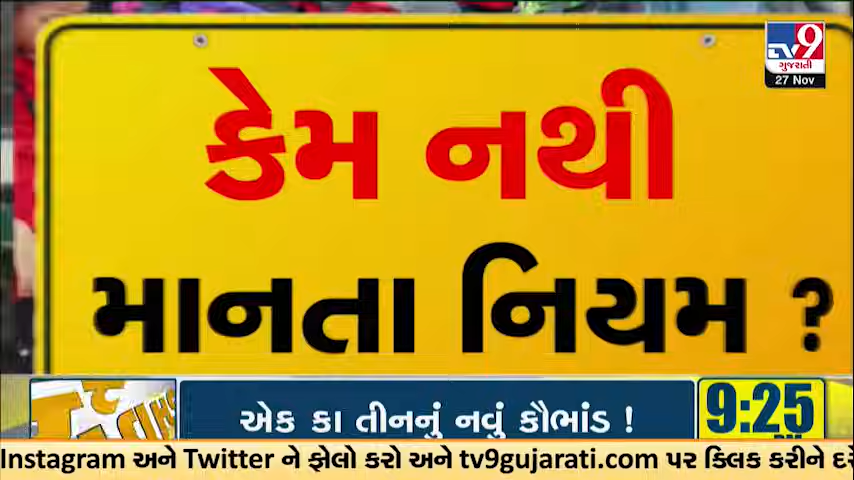 TV9
ગુજરાતી
27 Nov
કેમ નથી
માનતા નિયમ ?
એક કા તીનનું નવું કૌભાંડ !
9:25
PM
Instagram અને Twitter ને ફોલો કરો અને tv9gujarati.com પર ક્લિક કરીને